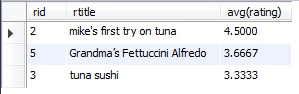 rid rtitle avg(rating)
2 mike's first try on tuna 4.5000
5 Grandma's Fettuccini Alfredo 3.6667
3 tuna sushi 3.3333